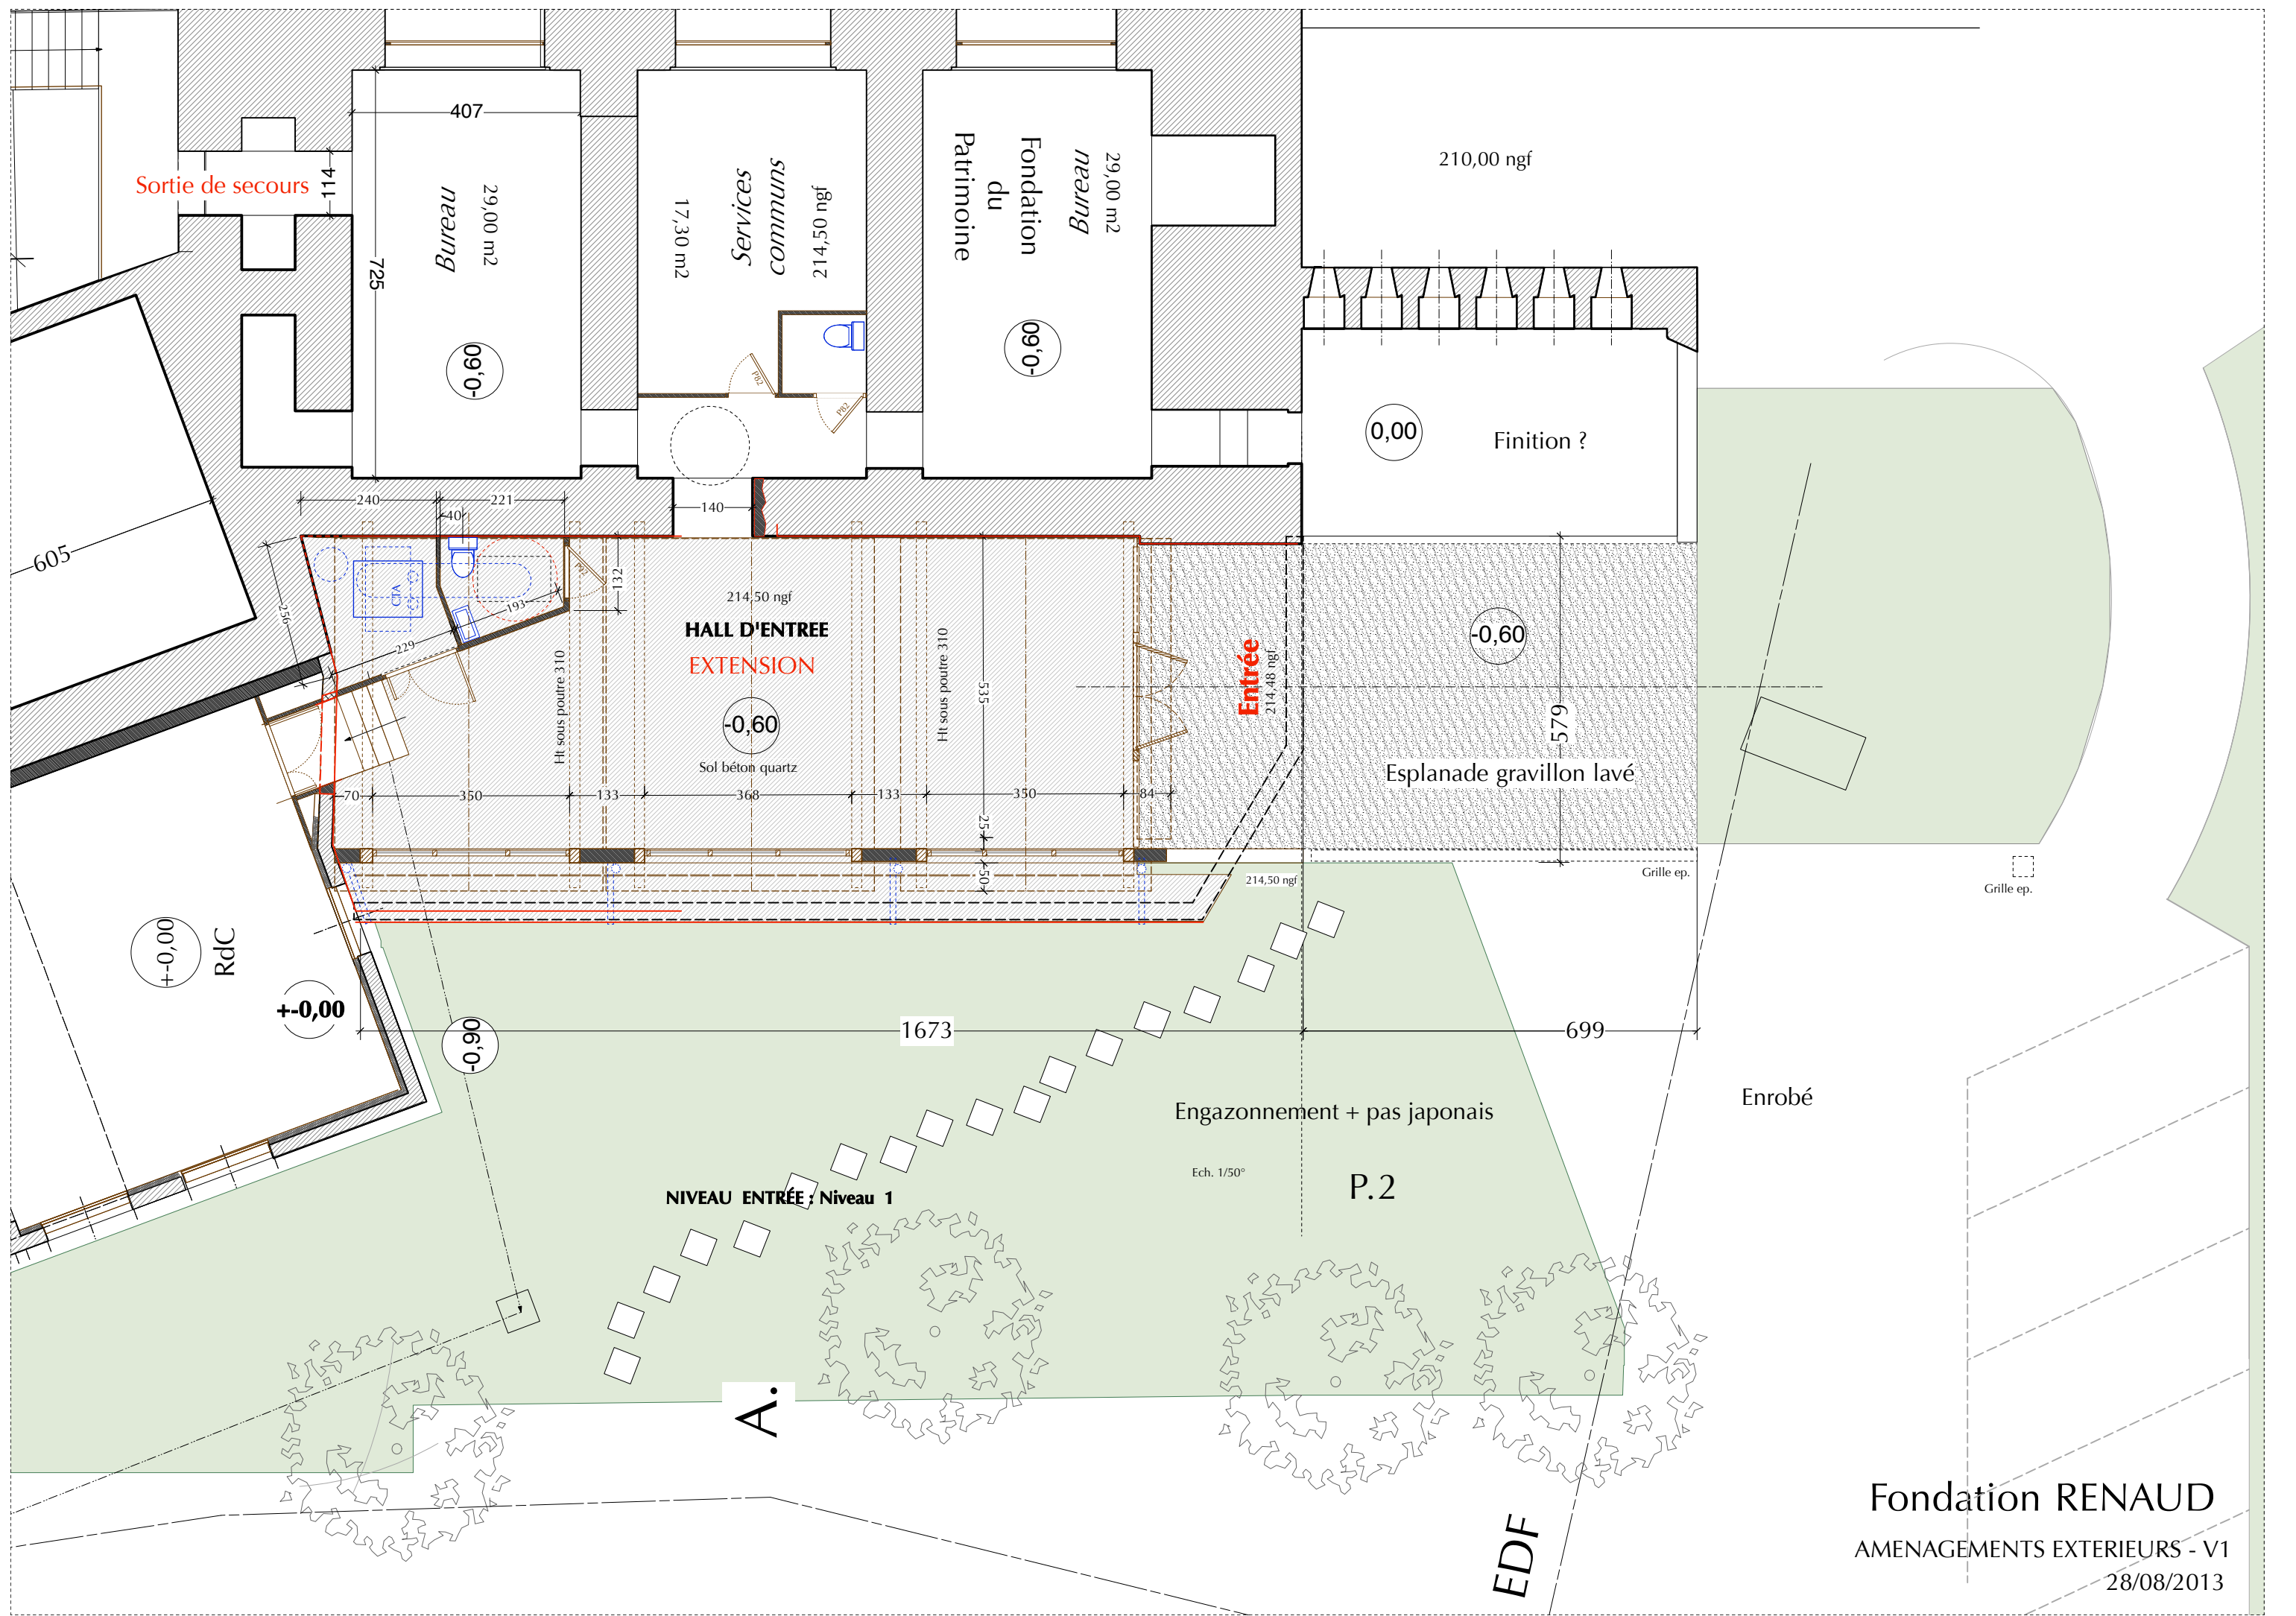 407
Sortie de secours
114
725
Bureau
29,00 m2
-0,60
17,30 m2
Services
communs
214,50 ngf
P82
P82
Patrimoine
du
Fondation
Bureau
29,00 m2
-0,60
210,00 ngf
0,00
Finition ?
605
240
221
40
140
256
CTA
193
229
132
214,50 ngf
HALL D'ENTREE
EXTENSION
-0,60
Sol béton quartz
Ht sous poutre 310
Ht sous poutre 310
535
Entrée
214,48 ngf
-0,60
579
Esplanade gravillon lavé
70
350
133
368
133
350
84
25
50
214,50 ngf
Grille ep.
Grille ep.
+-0,00
RdC
+-0,00
-0,90
1673
699
Enrobé
Engazonnement + pas japonais
Ech. 1/50°
P.2
NIVEAU ENTRÉE : Niveau 1
A.
EDF
Fondation RENAUD
AMENAGEMENTS EXTERIEURS - V1
28/08/2013